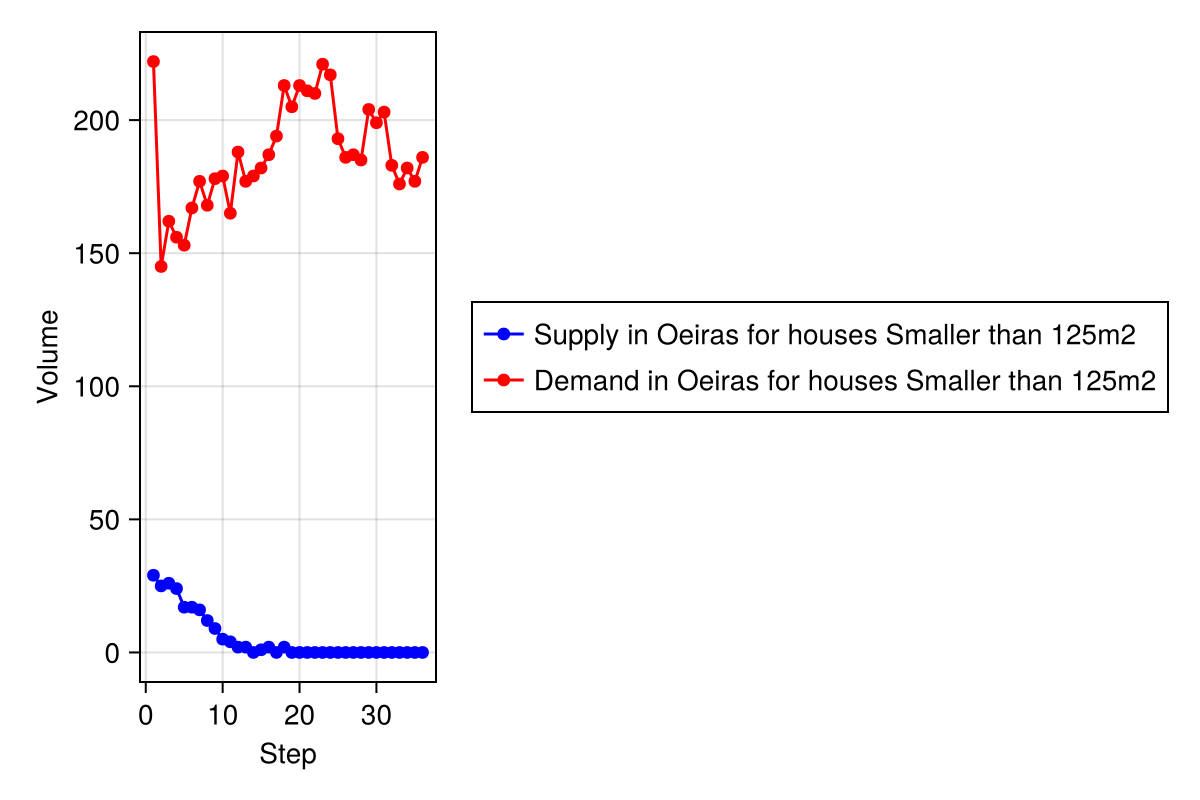 Volume
200
150
100
50
0
0 10 20 30
Step
Supply in Oeiras for houses Smaller than 125m2
Demand in Oeiras for houses Smaller than 125m2